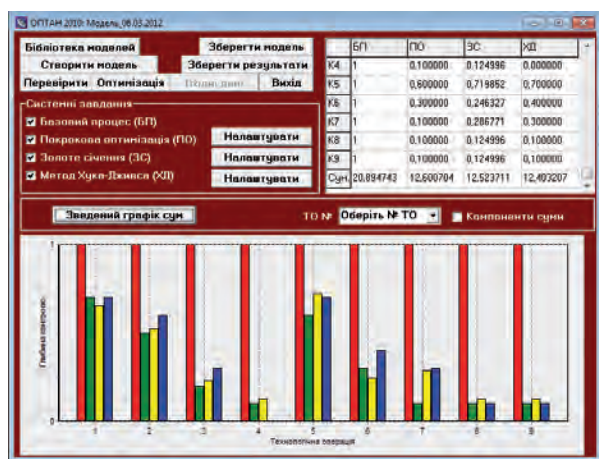 ОПТАН 2010: Модель_06.03.2012
Бібліотека моделей Зберегти модель
Створити модель Зберегти результати
Перевірити Оптимізація Вихід
Системні завдання
Базовий процес (БП)
Покрокова оптимізація (ПО) Налаштувати
Золоте січення (ЗС) Налаштувати
Метод Хука-Дживса (ХД) Налаштувати
БП ПО ЗС ХД
К4 1 0,100000 0,124996 0,000000
К5 1 0,600000 0,719852 0,700000
К6 1 0,300000 0,246327 0,400000
К7 1 0,100000 0,286771 0,300000
К8 1 0,100000 0,124996 0,100000
К9 1 0,100000 0,124996 0,100000
Сум. 20,894743 12,600704 12,523711 12,403207
Зведений графік сум ТО № Оберіть № ТО Компоненти суми
1
0
1 2 3 4 5 6 7 8 9
Технологічна операція